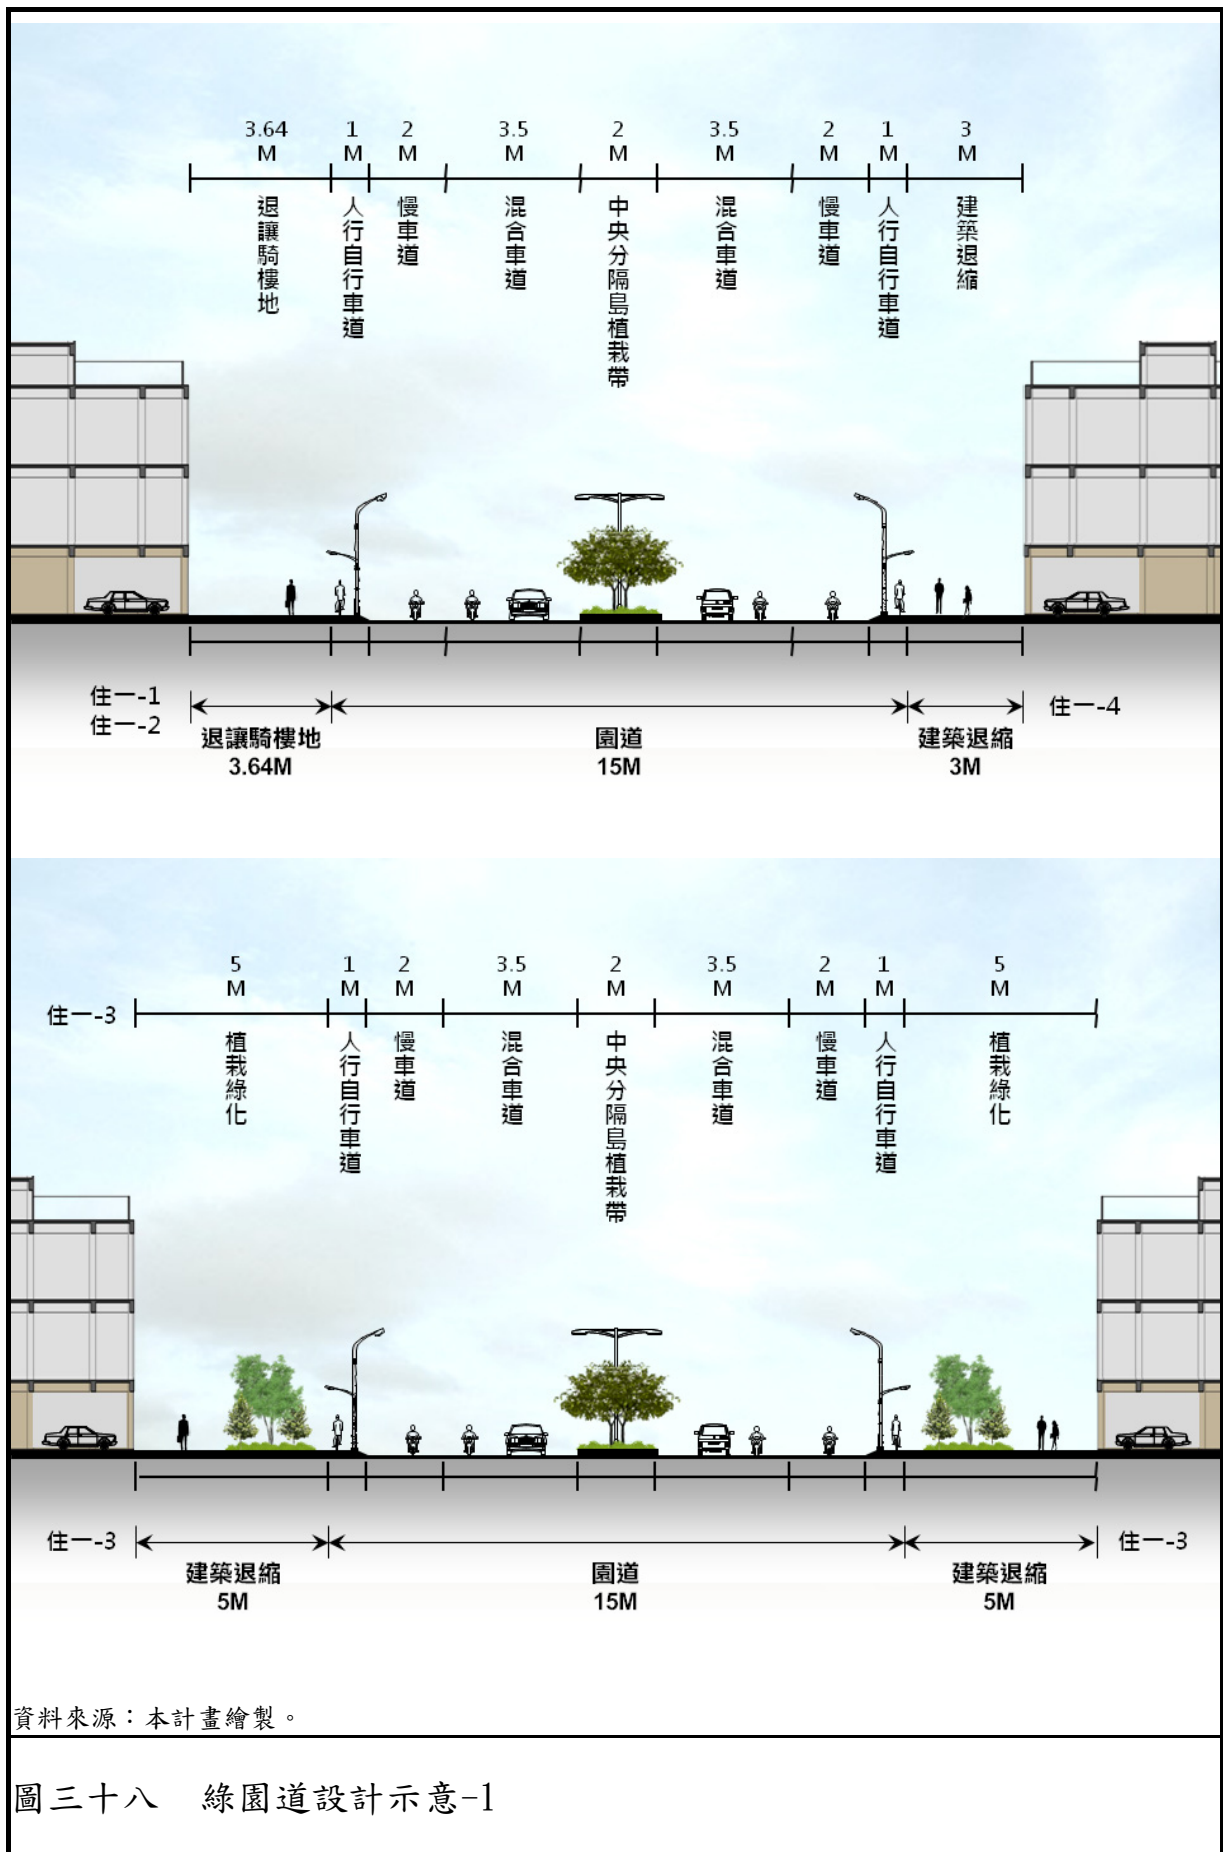 3.64 1 2 3.5 2 3.5 2 1 3
M M M M M M M M M
退讓騎樓地
人行自行車道
慢車道
混合車道
中央分隔島植栽帶
混合車道
慢車道
人行自行車道
建築退縮
住一-1
住一-2
住一-4
退讓騎樓地
3.64M
園道
15M
建築退縮
3M
5 1 2 3.5 2 3.5 2 1 5
M M M M M M M M M
住一-3
植栽綠化
人行自行車道
慢車道
混合車道
中央分隔島植栽帶
混合車道
慢車道
人行自行車道
植栽綠化
住一-3
住一-3
建築退縮
5M
園道
15M
建築退縮
5M
資料來源：本計畫繪製。
圖三十八　綠園道設計示意-1